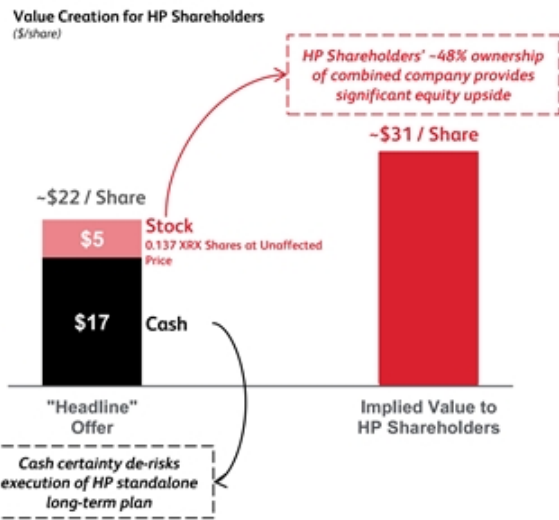 Value Creation for HP Shareholders
($/share)
HP Shareholders' ~48% ownership
of combined company provides
significant equity upside
~$31 / Share
~$22 / Share
$5
Stock
0.137 XRX Shares at Unaffected
Price
$17
Cash
"Headline"
Offer
Implied Value to
HP Shareholders
Cash certainty de-risks
execution of HP standalone
long-term plan